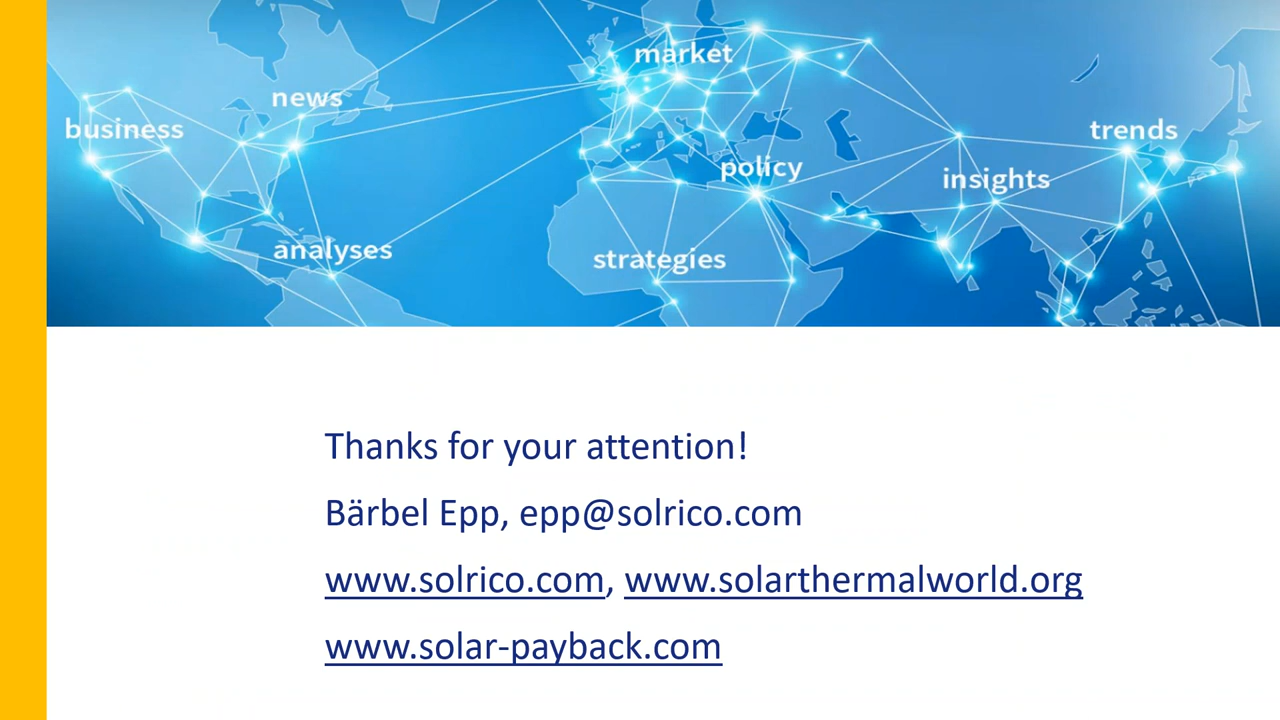 market
news
business
trends
policy
insights
analyses
strategies
Thanks for your attention!
Bärbel Epp, epp@solrico.com
www.solrico.com, www.solarthermalworld.org
www.solar-payback.com